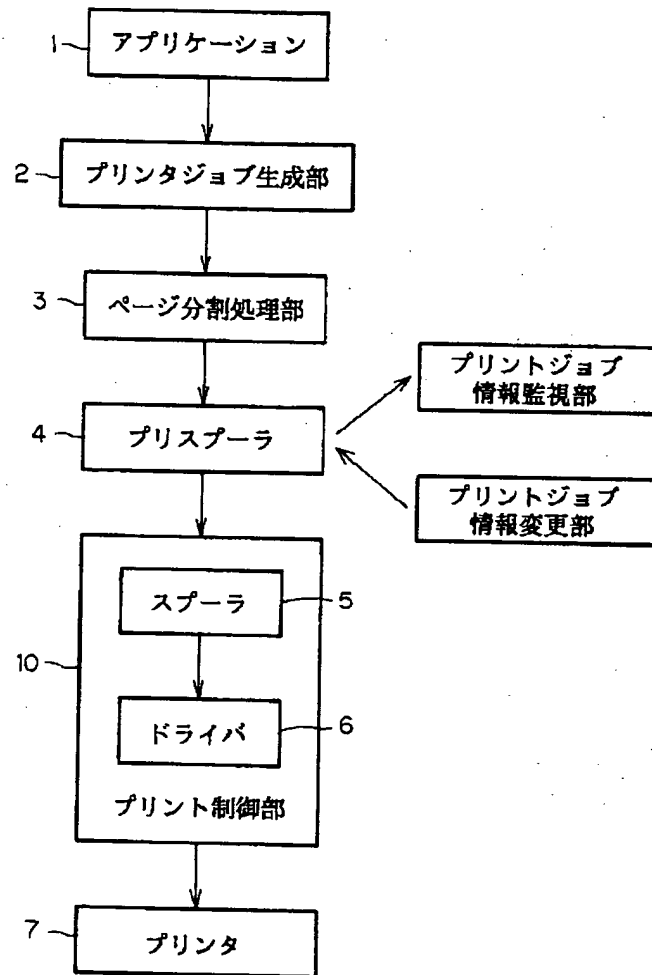 1
アプリケーション
2
プリンタジョブ生成部
3
ページ分割処理部
プリントジョブ
情報監視部
4
プリスプーラ
プリントジョブ
情報変更部
スプーラ
5
10
ドライバ
6
プリント制御部
7
プリンタ